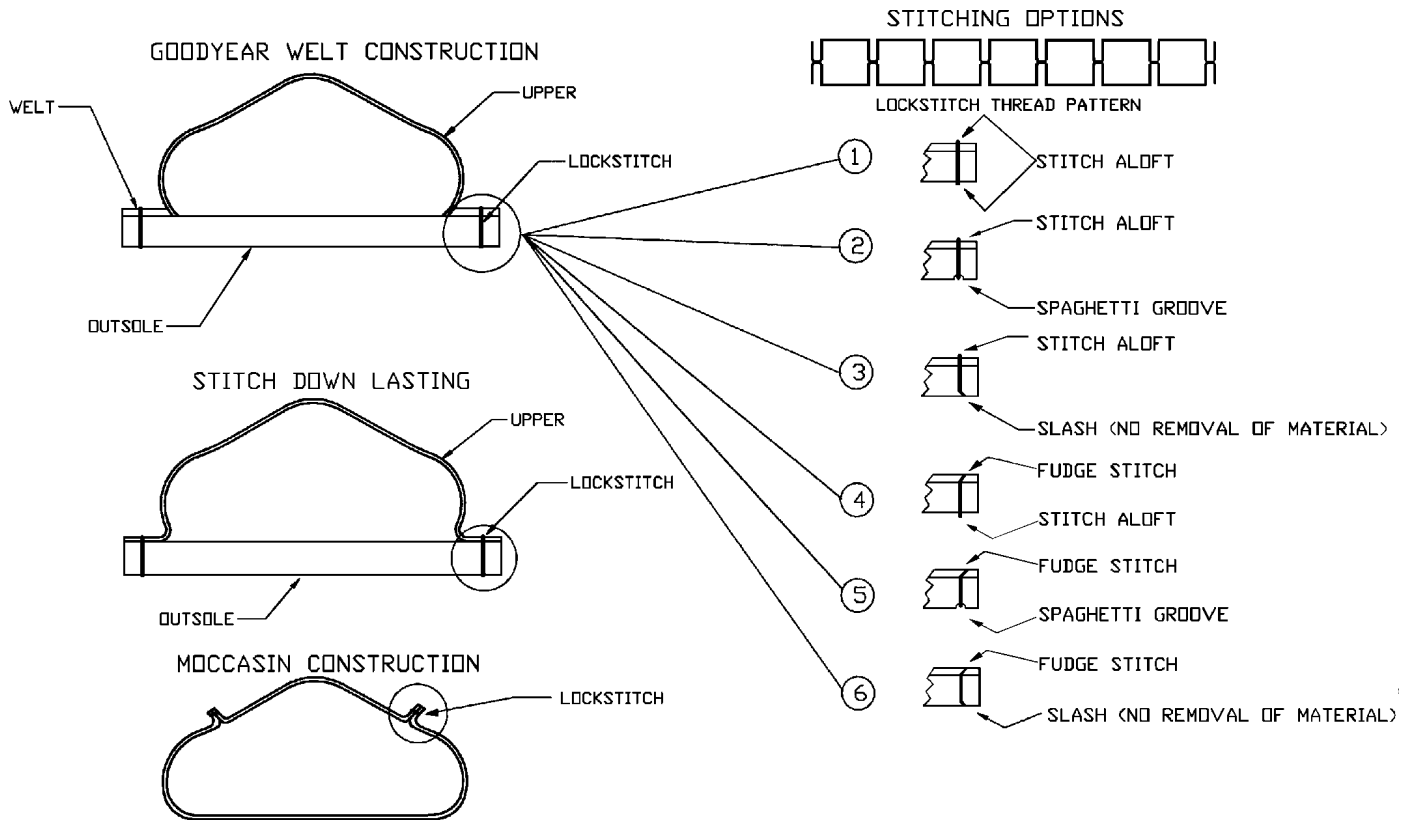 STITCHING OPTIONS
GOODYEAR WELT CONSTRUCTION
WELT
UPPER
LOCKSTITCH
OUTSOLE
LOCKSTITCH THREAD PATTERN
1
STITCH ALOFT
2
STITCH ALOFT
SPAGHETTI GROOVE
3
STITCH ALOFT
SLASH (NO REMOVAL OF MATERIAL)
4
FUDGE STITCH
STITCH ALOFT
5
FUDGE STITCH
SPAGHETTI GROOVE
6
FUDGE STITCH
SLASH (NO REMOVAL OF MATERIAL)
STITCH DOWN LASTING
UPPER
LOCKSTITCH
OUTSOLE
MOCCASIN CONSTRUCTION
LOCKSTITCH